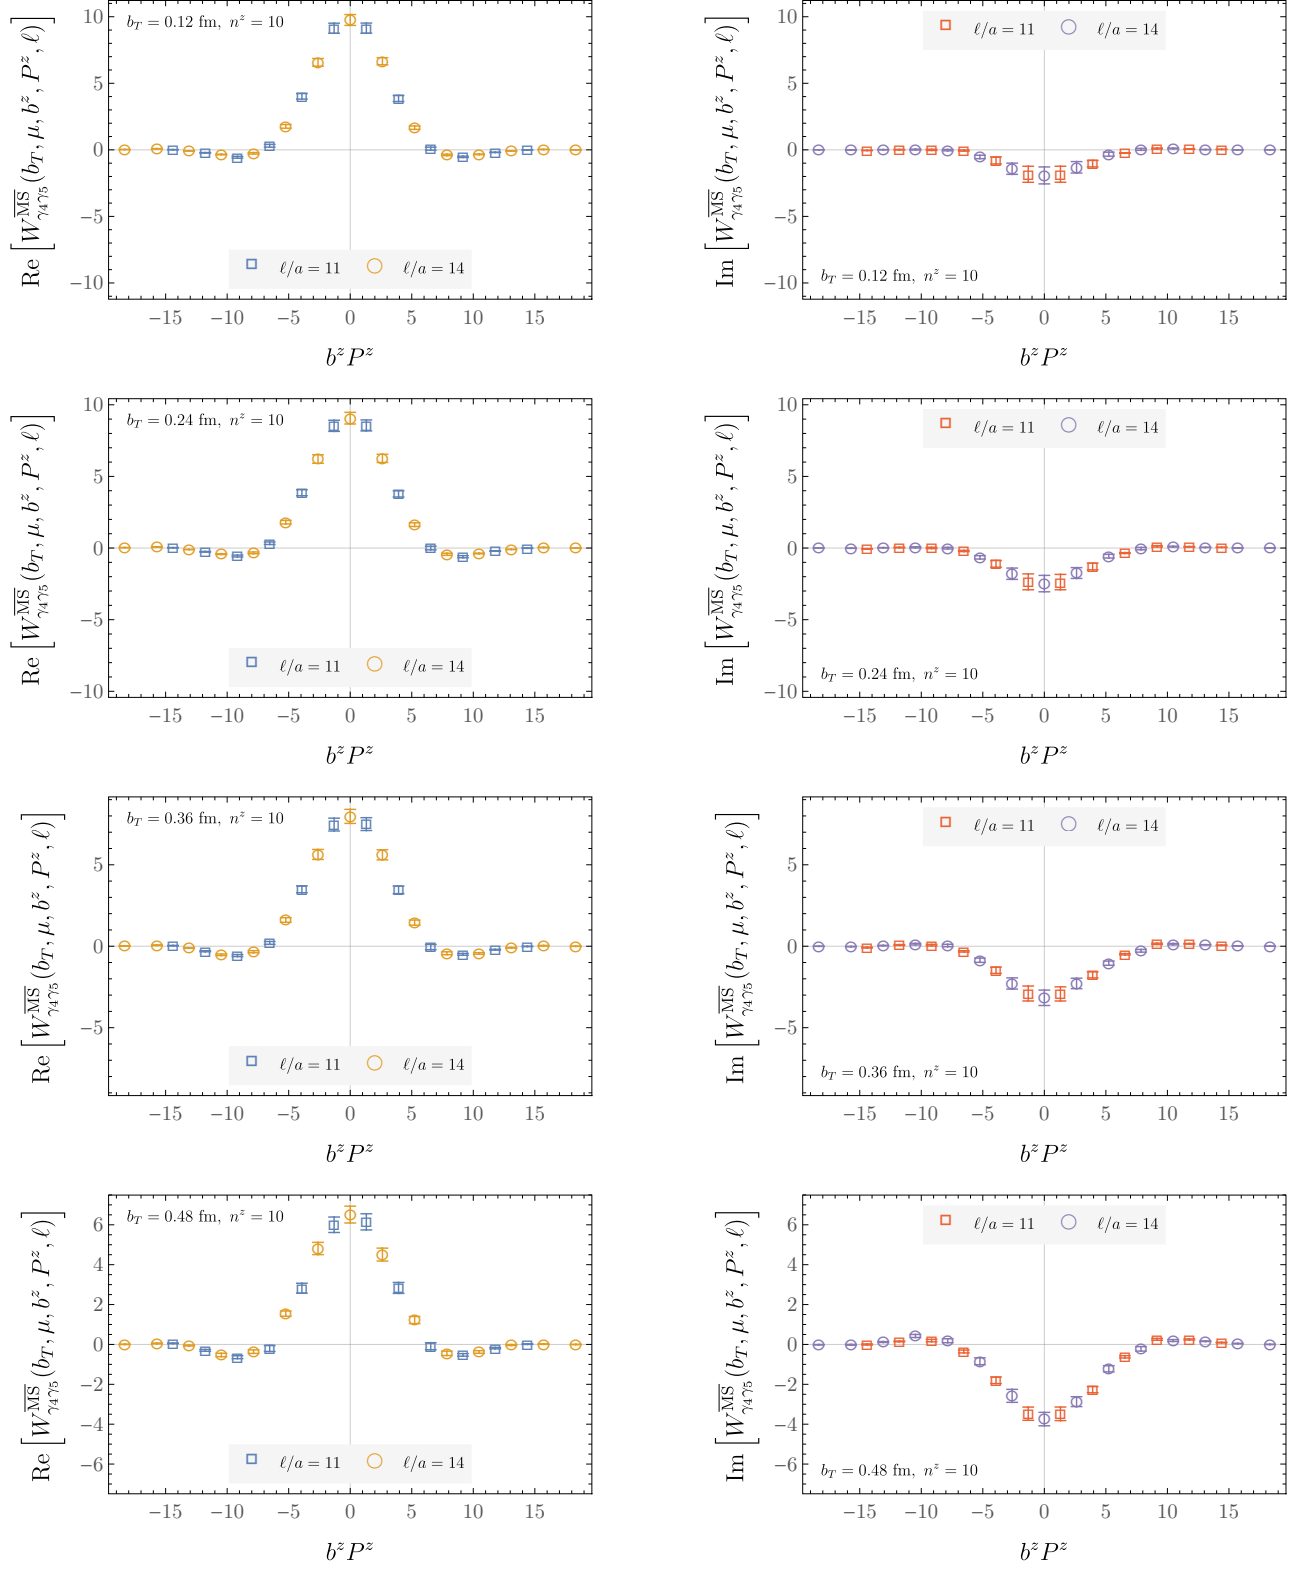 Re [W^{\overline{MS}}_{γ_4γ_5}(b_T, μ, b^z, P^z, ℓ)]
b_T = 0.12 fm, n^z = 10
10
5
0
−5
−10
ℓ/a = 11 ℓ/a = 14
−15 −10 −5 0 5 10 15
b^z P^z
Im [W^{\overline{MS}}_{γ_4γ_5}(b_T, μ, b^z, P^z, ℓ)]
ℓ/a = 11 ℓ/a = 14
10
5
0
−5
−10
b_T = 0.12 fm, n^z = 10
−15 −10 −5 0 5 10 15
b^z P^z
Re [W^{\overline{MS}}_{γ_4γ_5}(b_T, μ, b^z, P^z, ℓ)]
b_T = 0.24 fm, n^z = 10
10
5
0
−5
−10
ℓ/a = 11 ℓ/a = 14
−15 −10 −5 0 5 10 15
b^z P^z
Im [W^{\overline{MS}}_{γ_4γ_5}(b_T, μ, b^z, P^z, ℓ)]
ℓ/a = 11 ℓ/a = 14
10
5
0
−5
−10
b_T = 0.24 fm, n^z = 10
−15 −10 −5 0 5 10 15
b^z P^z
Re [W^{\overline{MS}}_{γ_4γ_5}(b_T, μ, b^z, P^z, ℓ)]
b_T = 0.36 fm, n^z = 10
5
0
−5
ℓ/a = 11 ℓ/a = 14
−15 −10 −5 0 5 10 15
b^z P^z
Im [W^{\overline{MS}}_{γ_4γ_5}(b_T, μ, b^z, P^z, ℓ)]
ℓ/a = 11 ℓ/a = 14
5
0
−5
b_T = 0.36 fm, n^z = 10
−15 −10 −5 0 5 10 15
b^z P^z
Re [W^{\overline{MS}}_{γ_4γ_5}(b_T, μ, b^z, P^z, ℓ)]
b_T = 0.48 fm, n^z = 10
6
4
2
0
−2
−4
−6
ℓ/a = 11 ℓ/a = 14
−15 −10 −5 0 5 10 15
b^z P^z
Im [W^{\overline{MS}}_{γ_4γ_5}(b_T, μ, b^z, P^z, ℓ)]
ℓ/a = 11 ℓ/a = 14
6
4
2
0
−2
−4
−6
b_T = 0.48 fm, n^z = 10
−15 −10 −5 0 5 10 15
b^z P^z